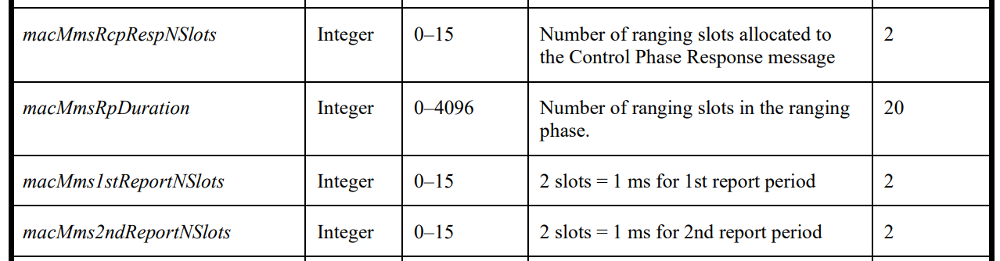 macMmsRcpRespNSlots Integer 0–15 Number of ranging slots allocated to 2
the Control Phase Response message
macMmsRpDuration Integer 0–4096 Number of ranging slots in the ranging 20
phase.
macMms1stReportNSlots Integer 0–15 2 slots = 1 ms for 1st report period 2
macMms2ndReportNSlots Integer 0–15 2 slots = 1 ms for 2nd report period 2